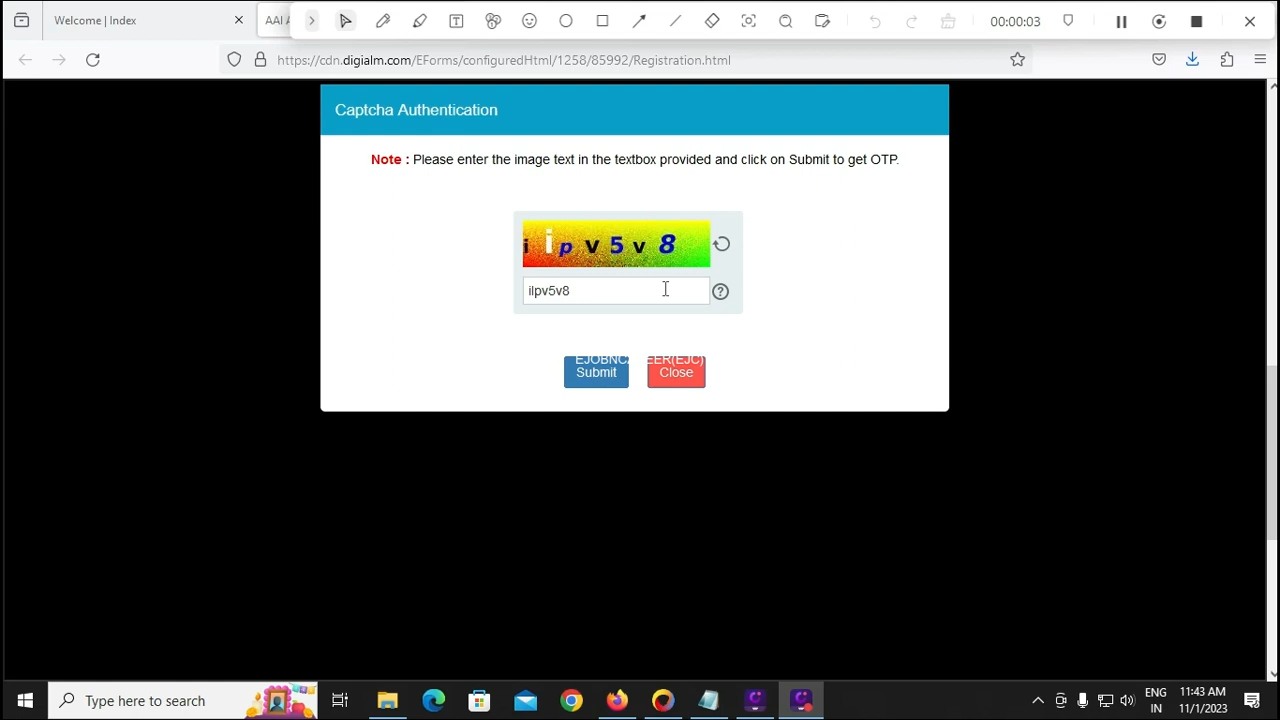 Welcome | Index
AAI A
00:00:03
https://cdn.digialm.com/EForms/configuredHtml/1258/85992/Registration.html
Captcha Authentication
Note : Please enter the image text in the textbox provided and click on Submit to get OTP.
i i p v 5 v 8
ilpv5v8
EJOBNCAREER(EJC)
Submit Close
Type here to search
ENG 11:43 AM
IN 11/1/2023